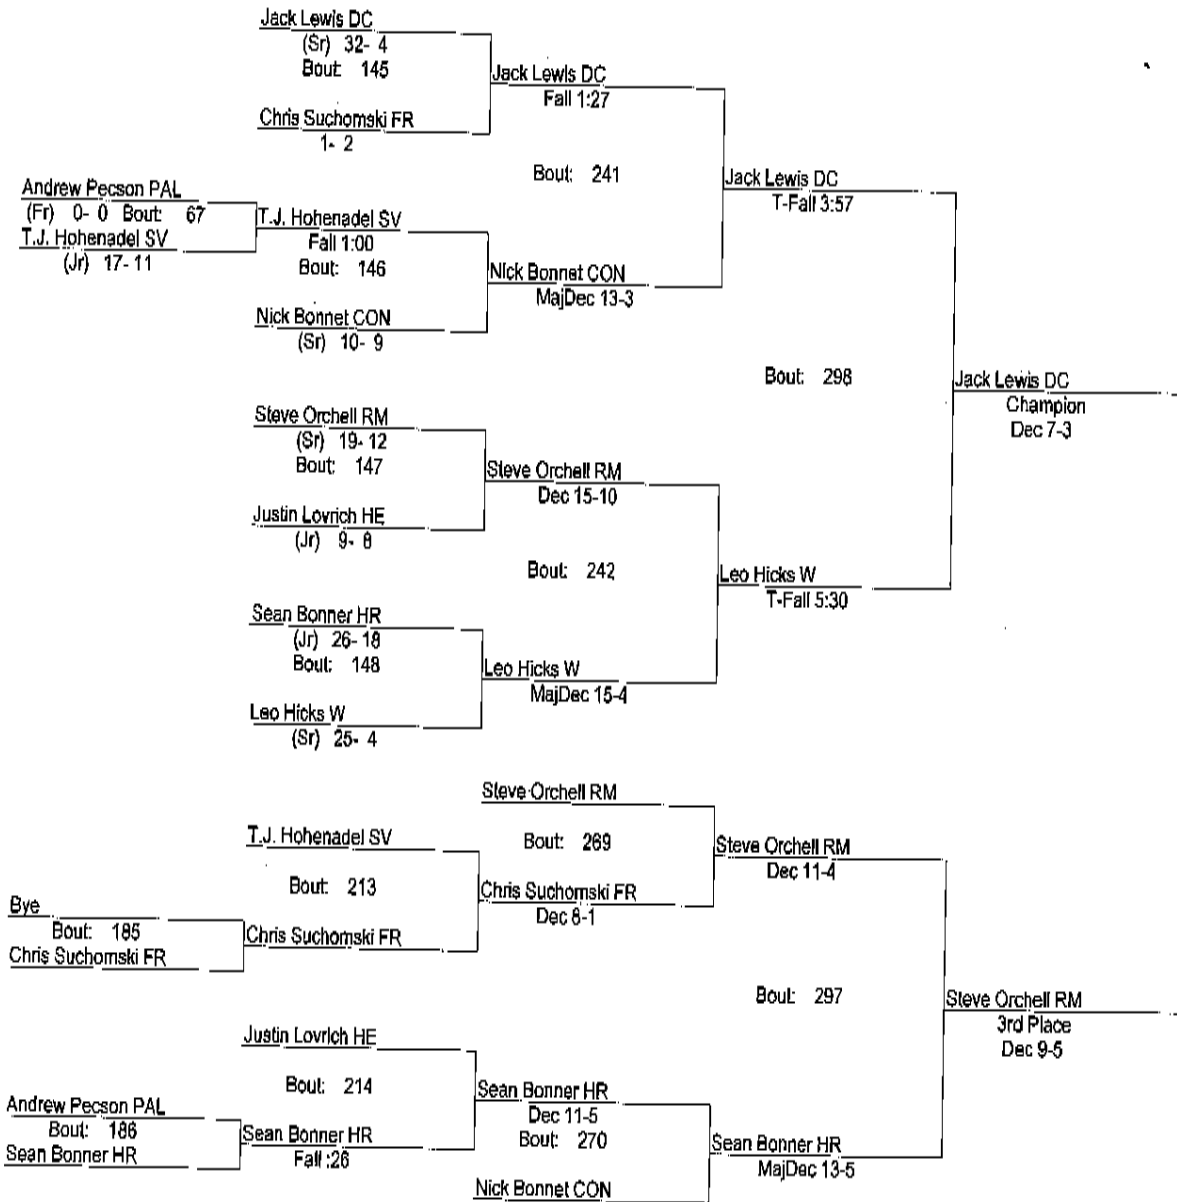 Jack Lewis DC
(Sr) 32- 4
Bout: 145
Jack Lewis DC
Fall 1:27
Chris Suchomski FR
1- 2
Bout: 241
Jack Lewis DC
T-Fall 3:57
Andrew Pecson PAL
(Fr) 0- 0 Bout: 67
T.J. Hohenadel SV
(Jr) 17- 11
T.J. Hohenadel SV
Fall 1:00
Bout: 146
Nick Bonnet CON
MajDec 13-3
Nick Bonnet CON
(Sr) 10- 9
Bout: 298
Jack Lewis DC
Champion
Dec 7-3
Steve Orchell RM
(Sr) 19- 12
Bout: 147
Steve Orchell RM
Dec 15-10
Justin Lovrich HE
(Jr) 9- 8
Bout: 242
Leo Hicks W
T-Fall 5:30
Sean Bonner HR
(Jr) 26- 18
Bout: 148
Leo Hicks W
MajDec 15-4
Leo Hicks W
(Sr) 25- 4
Steve Orchell RM
T.J. Hohenadel SV
Bout: 269
Steve Orchell RM
Dec 11-4
Bout: 213
Chris Suchomski FR
Dec 8-1
Bye
Bout: 185
Chris Suchomski FR
Chris Suchomski FR
Bout: 297
Steve Orchell RM
3rd Place
Dec 9-5
Justin Lovrich HE
Bout: 214
Sean Bonner HR
Dec 11-5
Bout: 270
Andrew Pecson PAL
Bout: 186
Sean Bonner HR
Sean Bonner HR
Fall :26
Sean Bonner HR
MajDec 13-5
Nick Bonnet CON